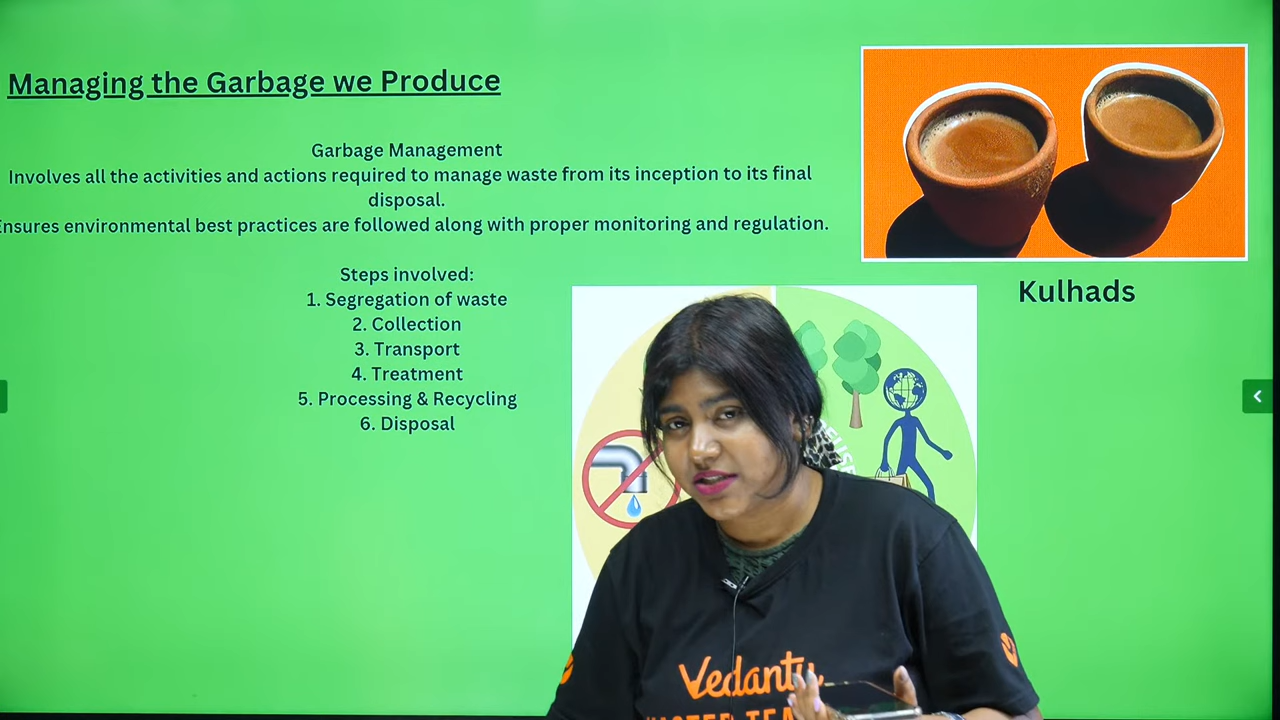 Managing the Garbage we Produce
Garbage Management
Involves all the activities and actions required to manage waste from its inception to its final
disposal.
Ensures environmental best practices are followed along with proper monitoring and regulation.
Steps involved:
1. Segregation of waste
2. Collection
3. Transport
4. Treatment
5. Processing & Recycling
6. Disposal
Kulhads
Vedantu